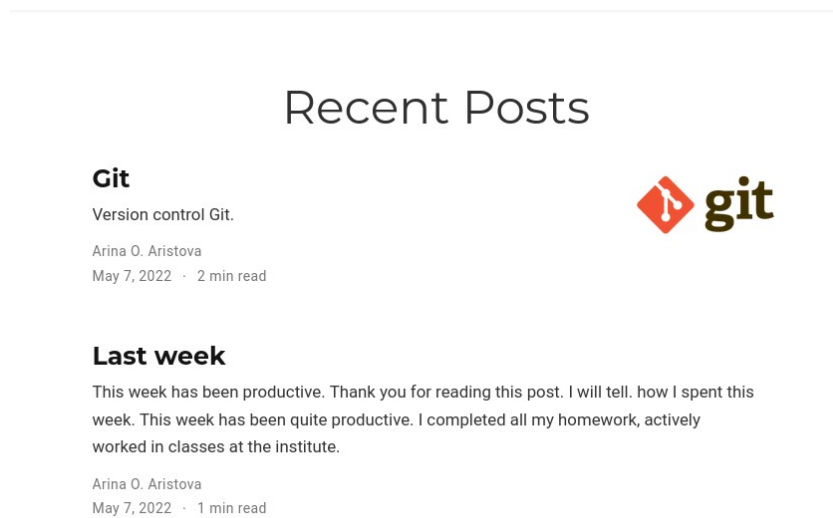 Recent Posts
Git
git
Version control Git.
Arina O. Aristova
May 7, 2022 · 2 min read
Last week
This week has been productive. Thank you for reading this post. I will tell. how I spent this
week. This week has been quite productive. I completed all my homework, actively
worked in classes at the institute.
Arina O. Aristova
May 7, 2022 · 1 min read